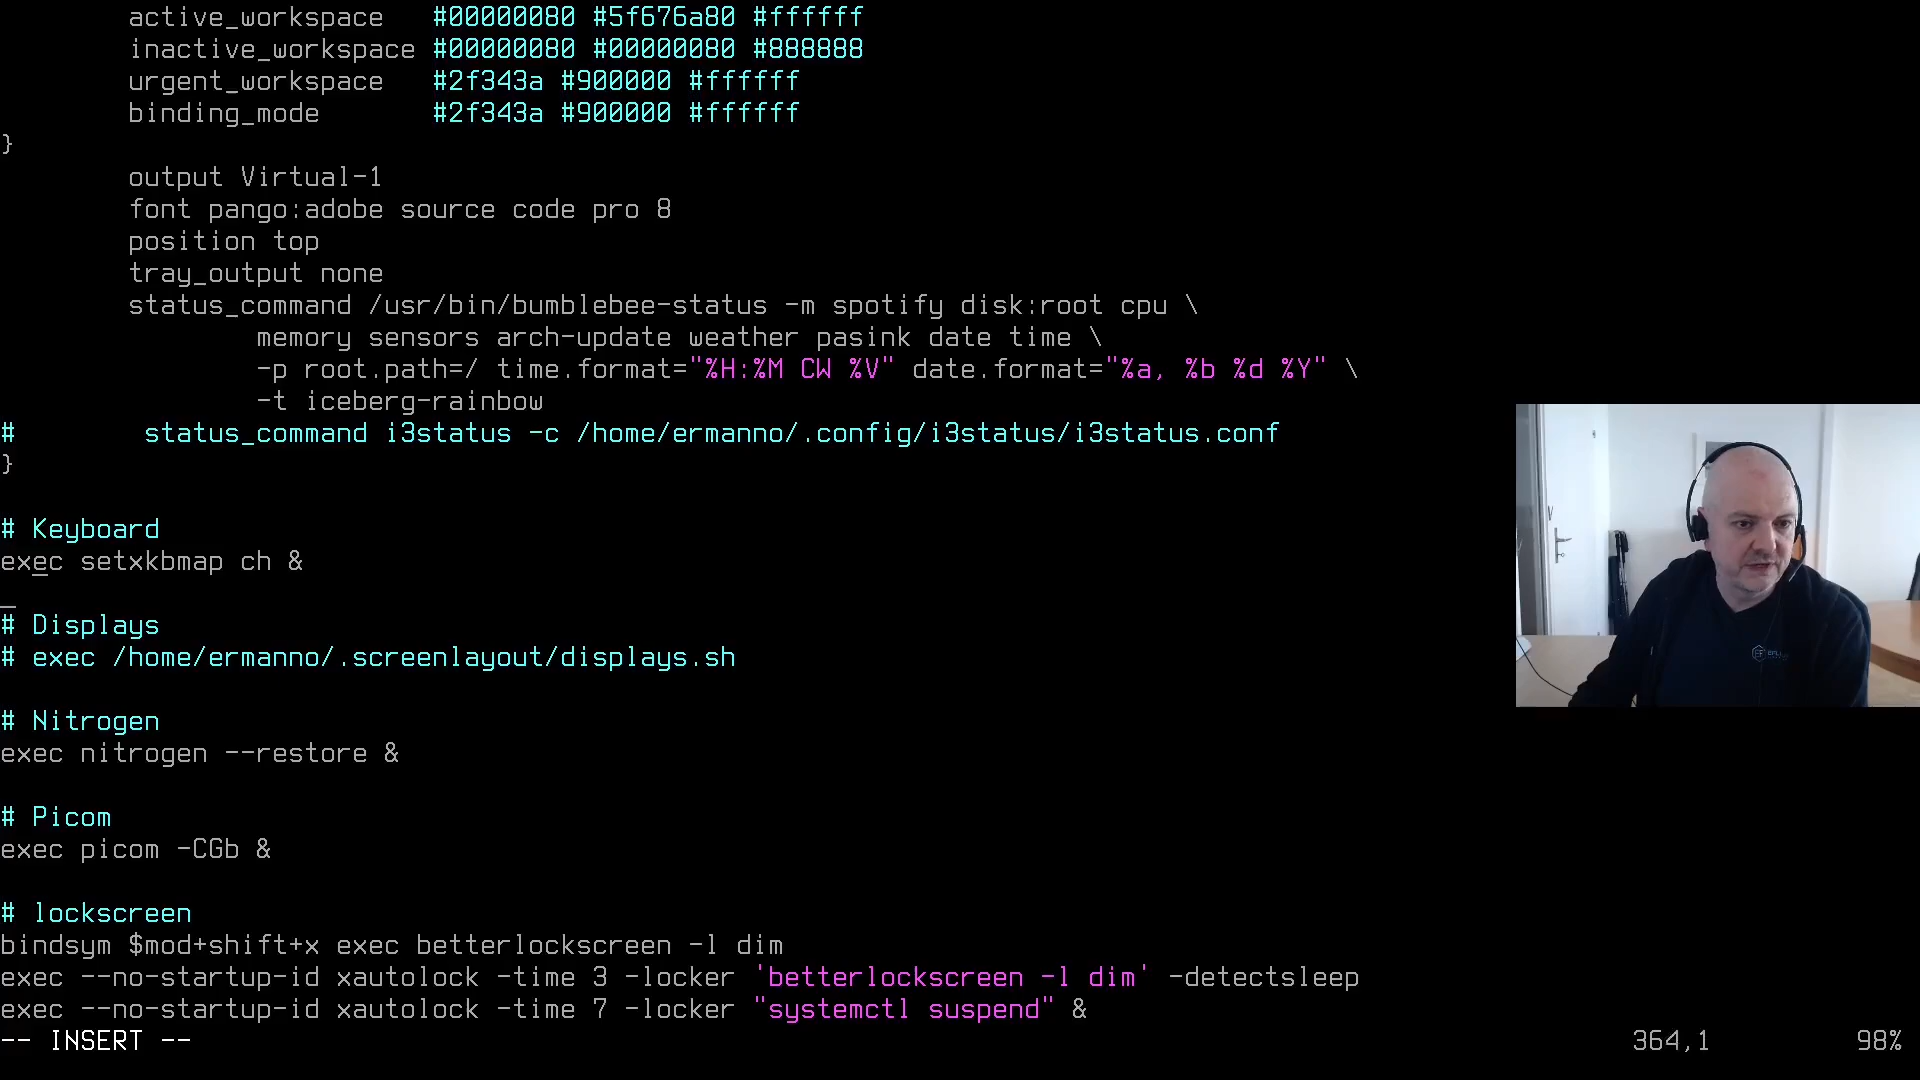 active_workspace #00000080 #5f676a80 #ffffff
inactive_workspace #00000080 #00000080 #888888
urgent_workspace #2f343a #900000 #ffffff
binding_mode #2f343a #900000 #ffffff
}
output Virtual-1
font pango:adobe source code pro 8
position top
tray_output none
status_command /usr/bin/bumblebee-status -m spotify disk:root cpu \
memory sensors arch-update weather pasink date time \
-p root.path=/ time.format="%H:%M CW %V" date.format="%a, %b %d %Y" \
-t iceberg-rainbow
# status_command i3status -c /home/ermanno/.config/i3status/i3status.conf
}
# Keyboard
exec setxkbmap ch &
# Displays
# exec /home/ermanno/.screenlayout/displays.sh
# Nitrogen
exec nitrogen --restore &
# Picom
exec picom -CGb &
# lockscreen
bindsym $mod+shift+x exec betterlockscreen -l dim
exec --no-startup-id xautolock -time 3 -locker 'betterlockscreen -l dim' -detectsleep
exec --no-startup-id xautolock -time 7 -locker "systemctl suspend" &
-- INSERT -- 364,1 98%